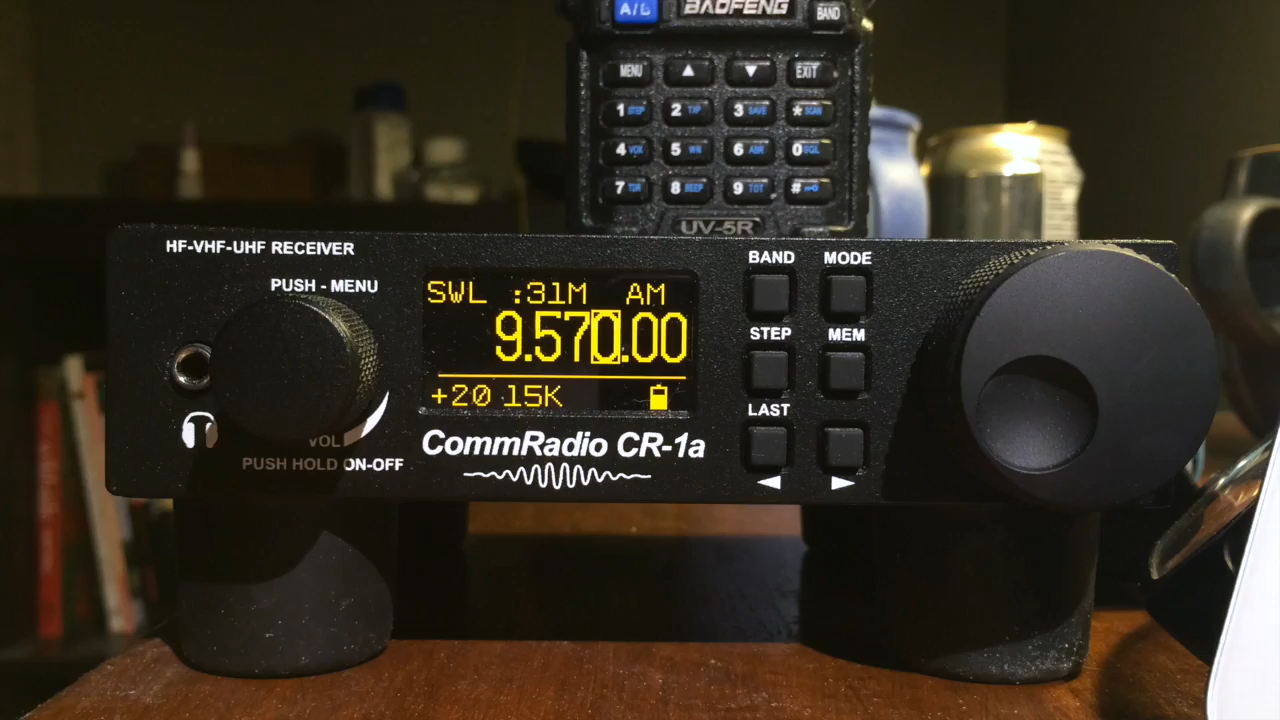 A/B BAOFENG BAND
MENU ▲ ▼ EXIT
1 STEP 2 TXP 3 SAVE * SCAN
4 VOX 5 WN 6 ABR 0 SQL
7 TDR 8 BEEP 9 TOT #
UV-5R
HF-VHF-UHF RECEIVER
PUSH - MENU
VOL
PUSH HOLD ON-OFF
SWL :31M AM
9.570.00
+20 15K
CommRadio CR-1a
BAND MODE
STEP MEM
LAST
◀ ▶